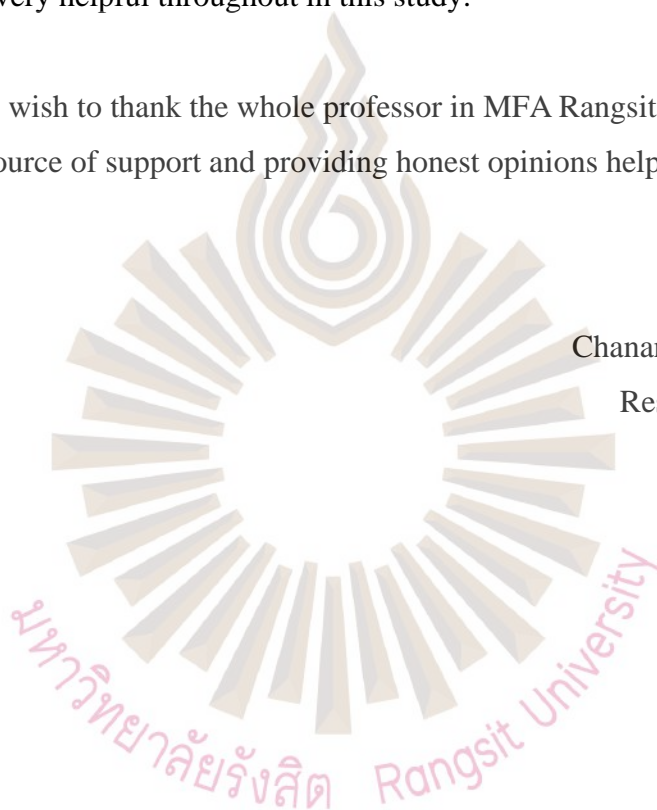 very helpful throughout in this study.
wish to thank the whole professor in MFA Rangsit
ource of support and providing honest opinions help
Chanar
Re
มหาวิทยาลัยรังสิต Rangsit University